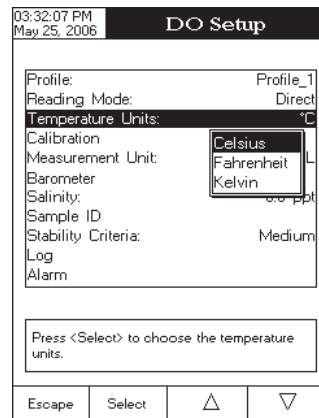 03:32:07 PM
May 25, 2006
DO Setup
Profile: Profile_1
Reading Mode: Direct
Temperature Units: °C
Calibration
Celsius
Measurement Unit: L
Fahrenheit
Barometer
Kelvin
Salinity: ppt
Sample ID
Stability Criteria: Medium
Log
Alarm
Press <Select> to choose the temperature
units.
Escape Select △ ▽